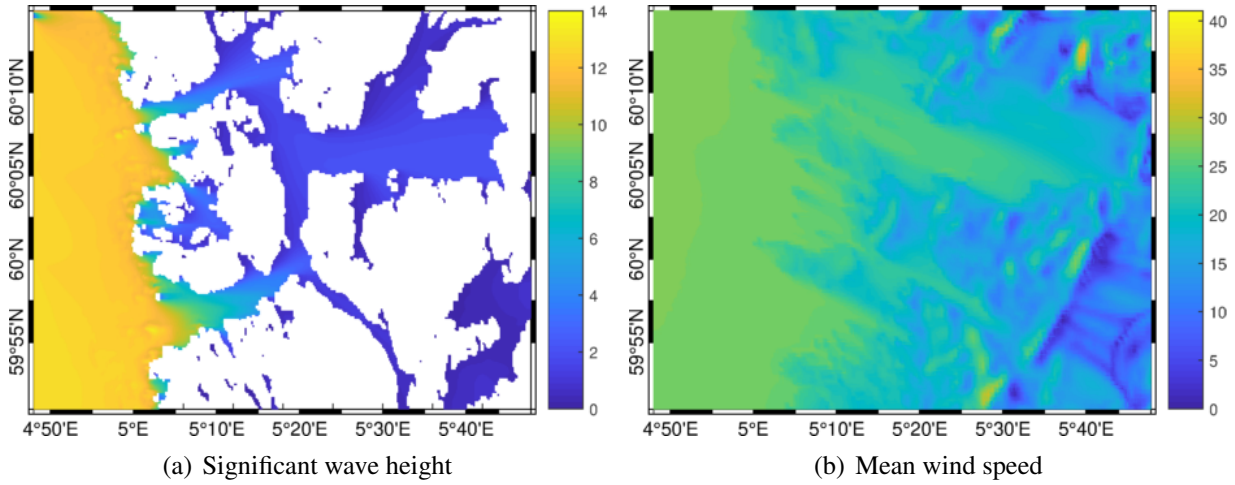 14
12
10
8
6
4
2
0
60°10'N
60°05'N
60°N
59°55'N
4°50'E 5°E 5°10'E 5°20'E 5°30'E 5°40'E
(a) Significant wave height
40
35
30
25
20
15
10
5
0
60°10'N
60°05'N
60°N
59°55'N
4°50'E 5°E 5°10'E 5°20'E 5°30'E 5°40'E
(b) Mean wind speed